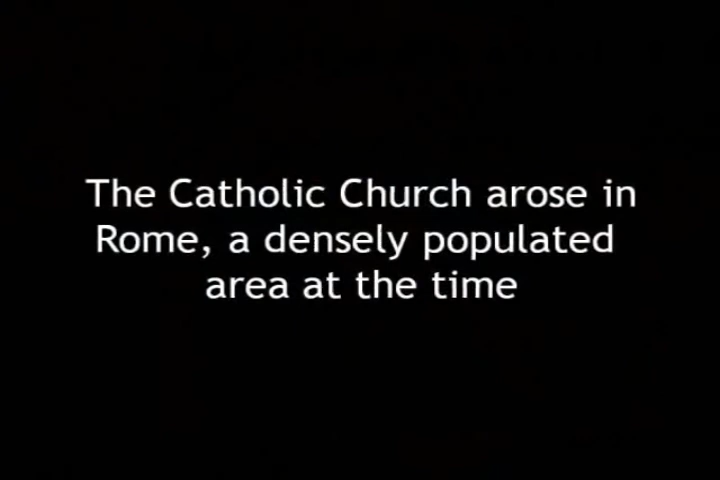 The Catholic Church arose in
Rome, a densely populated
area at the time